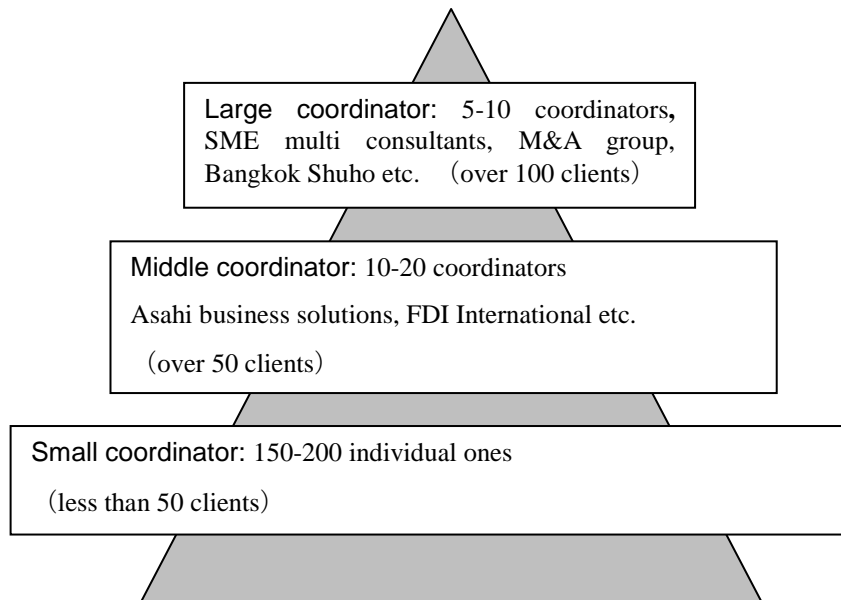 Large coordinator: 5-10 coordinators,
SME multi consultants, M&A group,
Bangkok Shuho etc. （over 100 clients）
Middle coordinator: 10-20 coordinators
Asahi business solutions, FDI International etc.
（over 50 clients）
Small coordinator: 150-200 individual ones
（less than 50 clients）